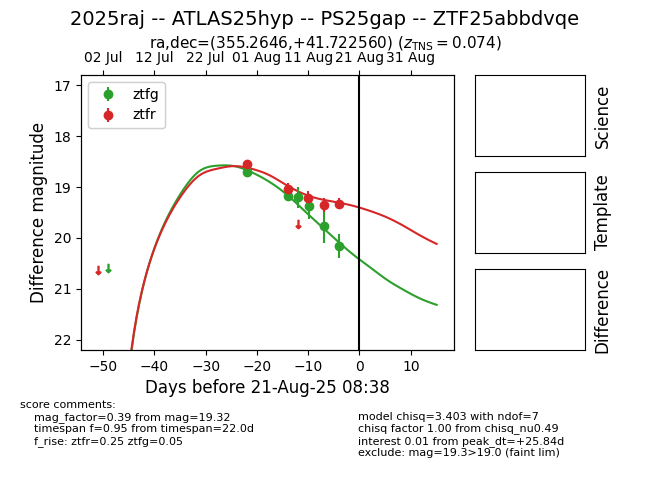 2025raj -- ATLAS25hyp -- PS25gap -- ZTF25abbdvqe
ra,dec=(355.2646,+41.722560) (z_TNS = 0.074)
02 Jul 12 Jul 22 Jul 01 Aug 11 Aug 21 Aug 31 Aug
ztfg
ztfr
17
18
19
20
21
22
Difference magnitude
−50 −40 −30 −20 −10 0 10
Days before 21-Aug-25 08:38
Science
Template
Difference
score comments:
mag_factor=0.39 from mag=19.32
timespan f=0.95 from timespan=22.0d
f_rise: ztfr=0.25 ztfg=0.05
model chisq=3.403 with ndof=7
chisq factor 1.00 from chisq_nu0.49
interest 0.01 from peak_dt=+25.84d
exclude: mag=19.3>19.0 (faint lim)